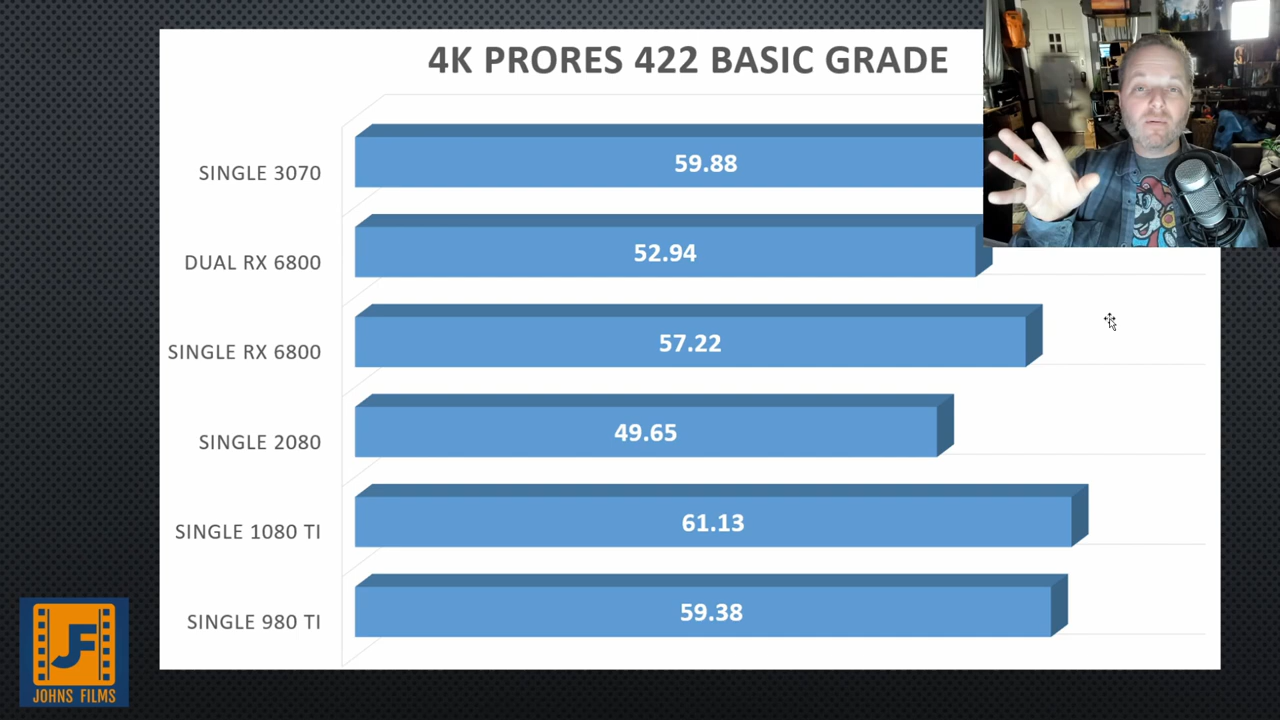 4K PRORES 422 BASIC GRADE
SINGLE 3070
59.88
DUAL RX 6800
52.94
SINGLE RX 6800
57.22
SINGLE 2080
49.65
SINGLE 1080 TI
61.13
SINGLE 980 TI
59.38
JF
JOHNS FILMS